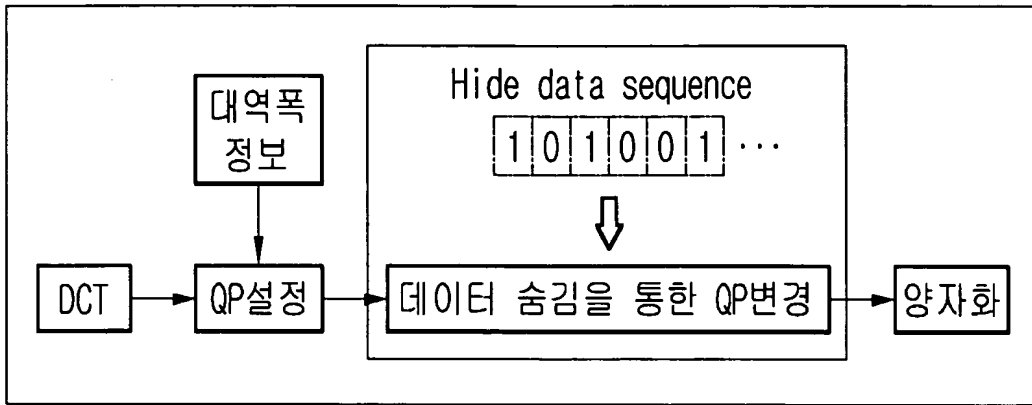 Hide data sequence
1 0 1 0 0 1 ···
대역폭
정보
DCT
QP설정
데이터 숨김을 통한 QP변경
양자화